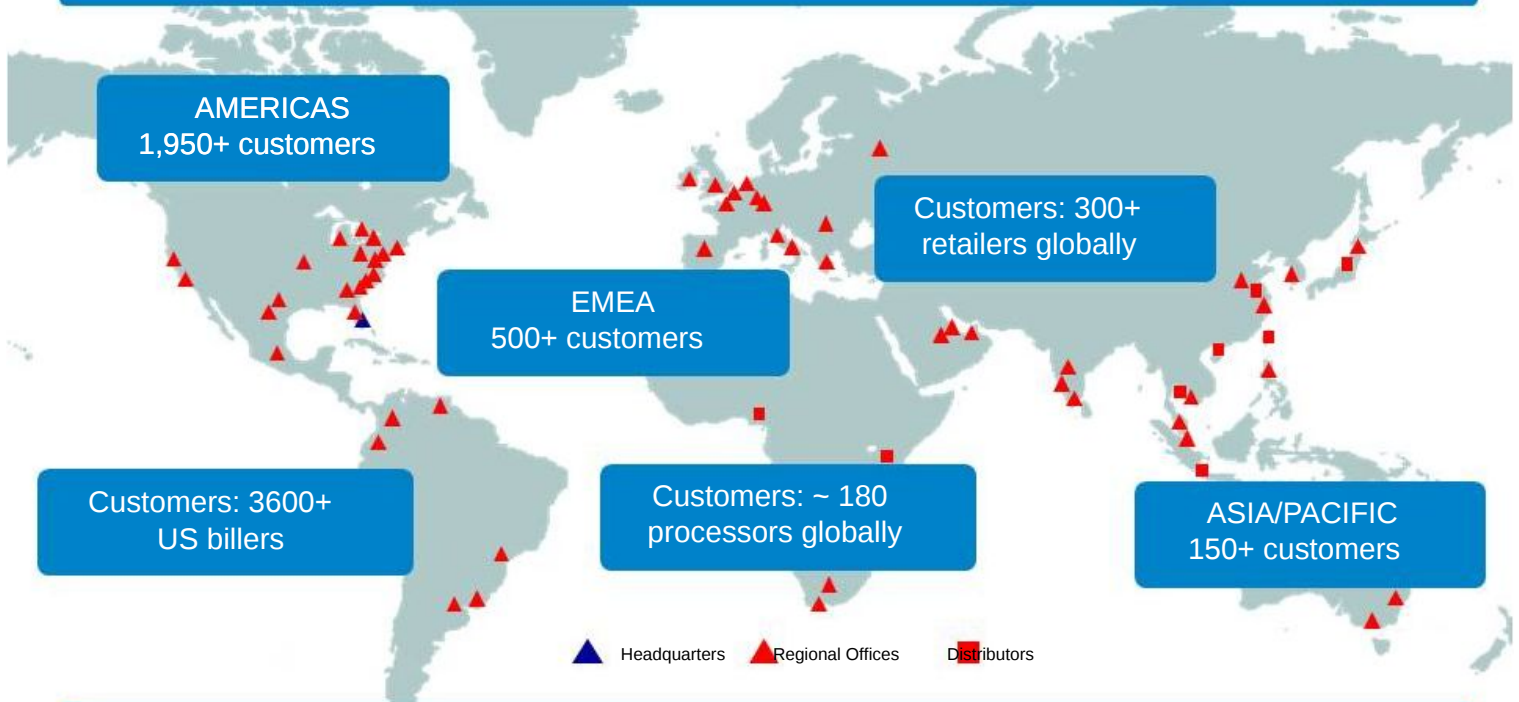 AMERICAS
1,950+ customers
Customers: 300+
retailers globally
EMEA
500+ customers
Customers: 3600+
US billers
Customers: ~ 180
processors globally
ASIA/PACIFIC
150+ customers
Headquarters
Regional Offices
Distributors